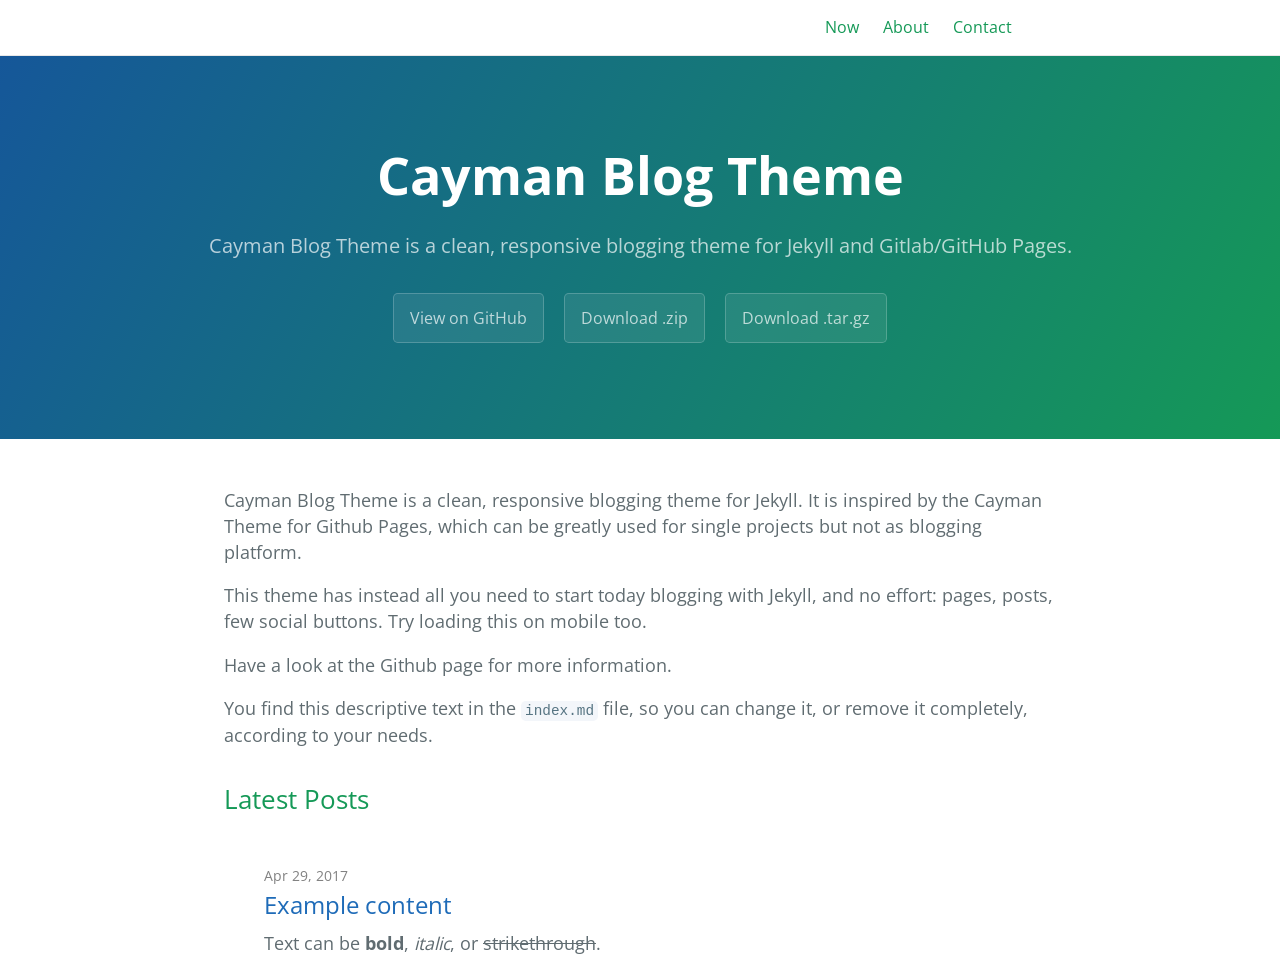 Now About Contact
Cayman Blog Theme
Cayman Blog Theme is a clean, responsive blogging theme for Jekyll and Gitlab/GitHub Pages.
View on GitHub Download .zip Download .tar.gz
Cayman Blog Theme is a clean, responsive blogging theme for Jekyll. It is inspired by the Cayman
Theme for Github Pages, which can be greatly used for single projects but not as blogging
platform.
This theme has instead all you need to start today blogging with Jekyll, and no effort: pages, posts,
few social buttons. Try loading this on mobile too.
Have a look at the Github page for more information.
You find this descriptive text in the index.md file, so you can change it, or remove it completely,
according to your needs.
Latest Posts
Apr 29, 2017
Example content
Text can be bold, italic, or strikethrough.